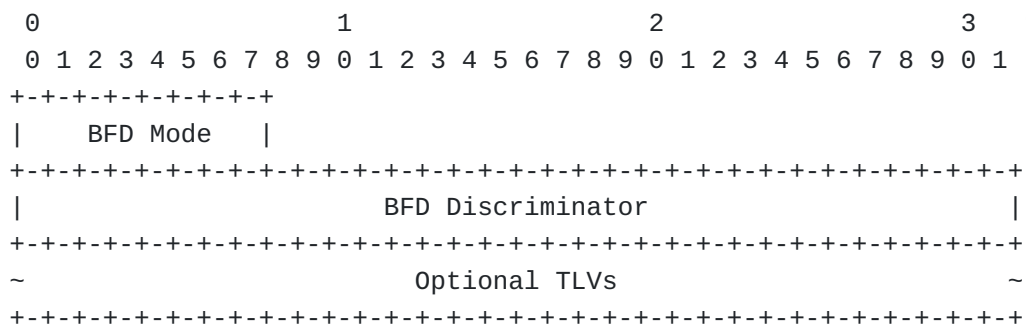 0                   1                   2                   3
 0 1 2 3 4 5 6 7 8 9 0 1 2 3 4 5 6 7 8 9 0 1 2 3 4 5 6 7 8 9 0 1
+-+-+-+-+-+-+-+-+
|    BFD Mode   |
+-+-+-+-+-+-+-+-+-+-+-+-+-+-+-+-+-+-+-+-+-+-+-+-+-+-+-+-+-+-+-+-+
|                       BFD Discriminator                       |
+-+-+-+-+-+-+-+-+-+-+-+-+-+-+-+-+-+-+-+-+-+-+-+-+-+-+-+-+-+-+-+-+
~                         Optional TLVs                         ~
+-+-+-+-+-+-+-+-+-+-+-+-+-+-+-+-+-+-+-+-+-+-+-+-+-+-+-+-+-+-+-+-+